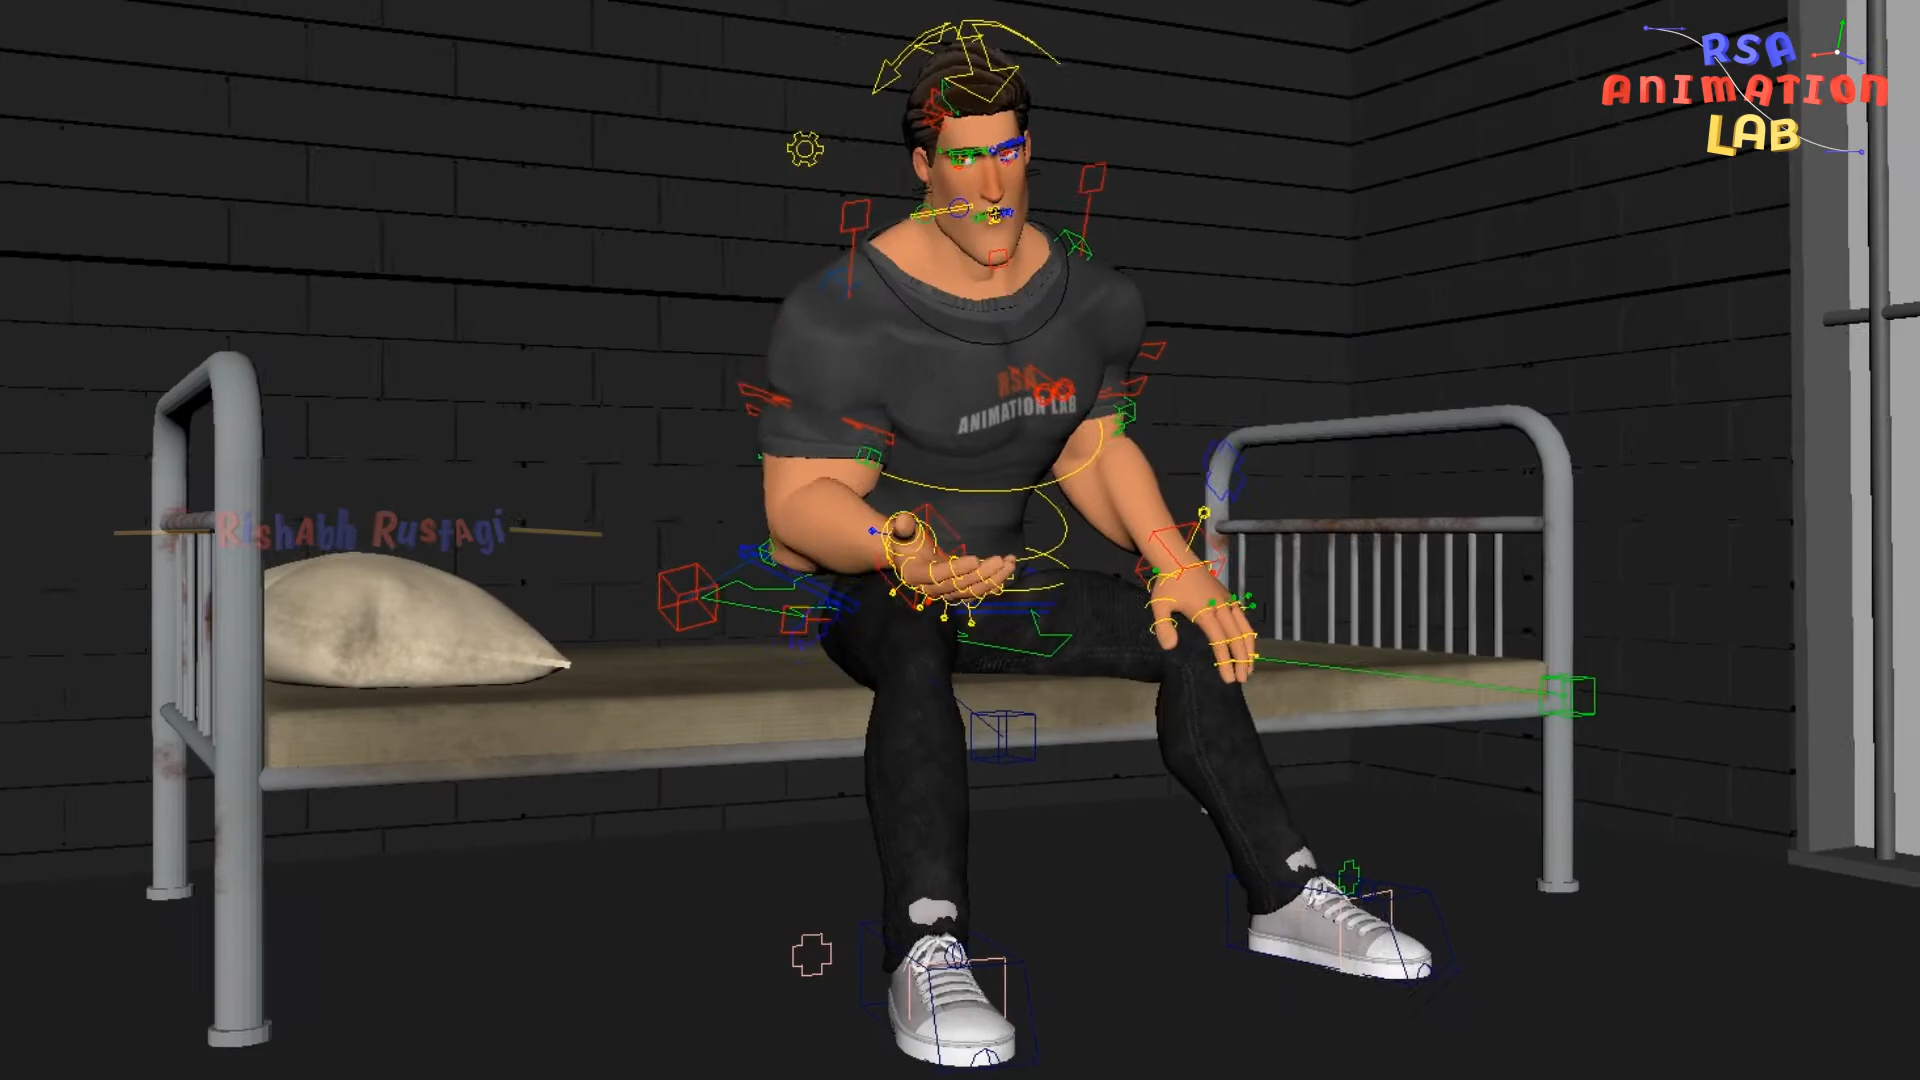 RSA
ANIMATION
LAB
RSA
ANIMATION LAB
RishAbh RustAgi